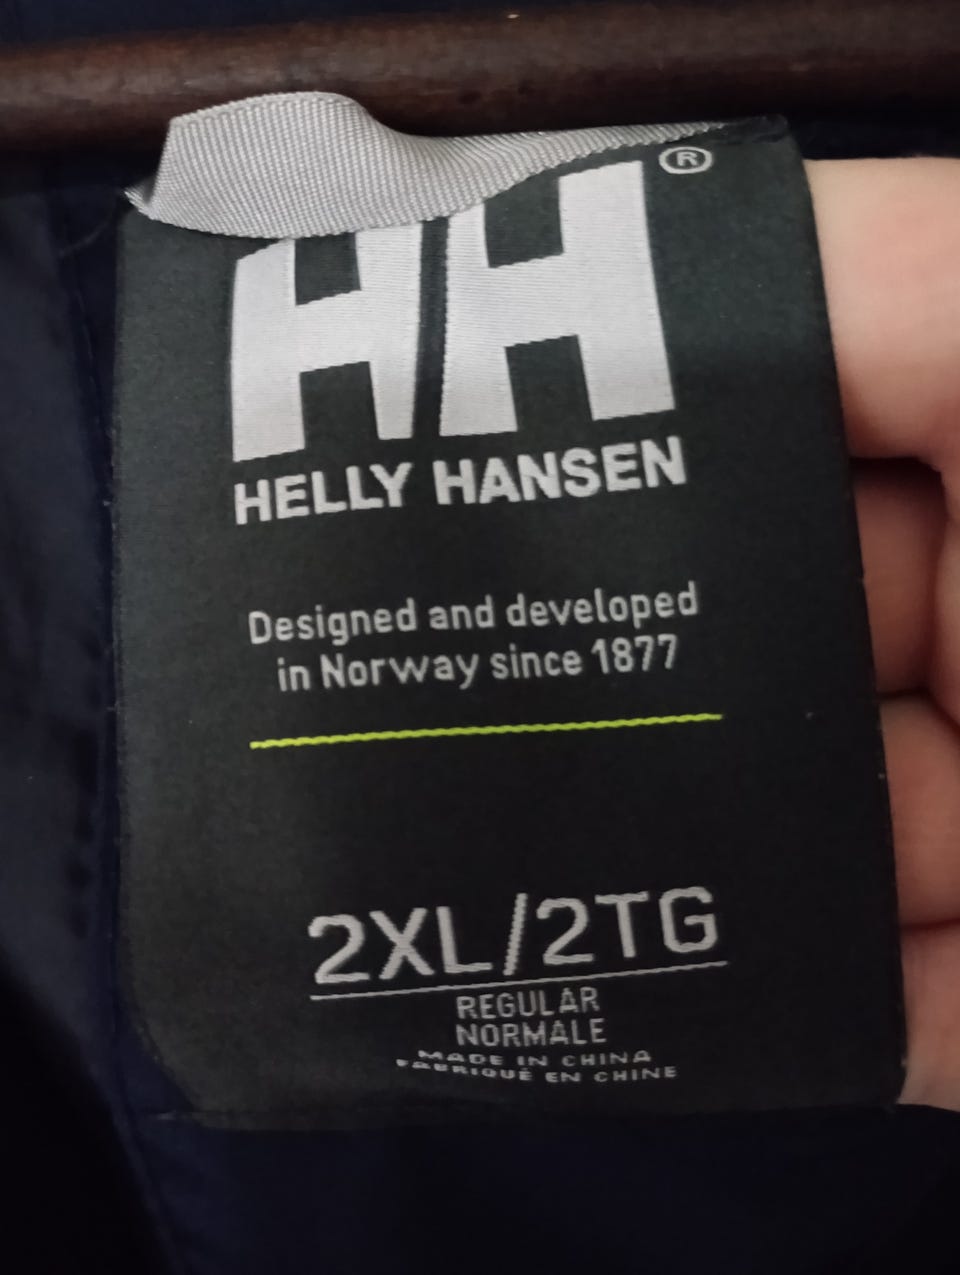 HH®
HELLY HANSEN
Designed and developed
in Norway since 1877
2XL/2TG
REGULAR
NORMALE
MADE IN CHINA
FABRIQUÉ EN CHINE